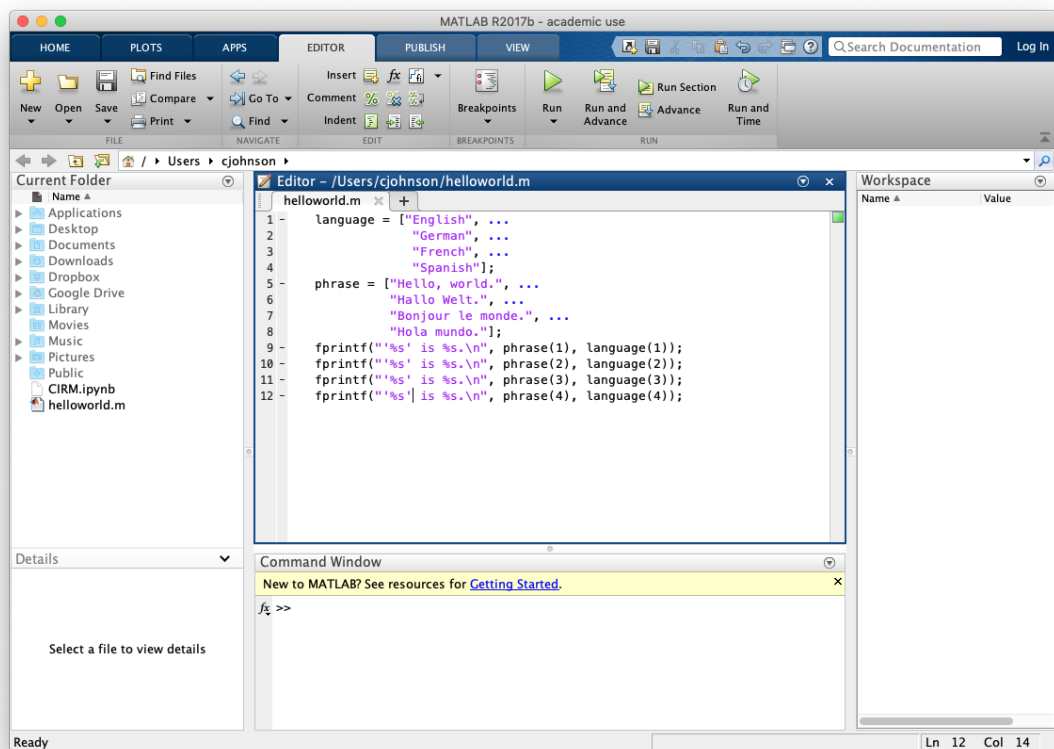 MATLAB R2017b - academic use
HOME PLOTS APPS EDITOR PUBLISH VIEW Search Documentation Log In
Find Files Insert fx Run Section
New Open Save Compare Go To Comment Breakpoints Run Run and Advance Advance Run and Time
Print Find Indent
FILE NAVIGATE EDIT BREAKPOINTS RUN
/ Users cjohnson
Current Folder
Name
Applications
Desktop
Documents
Downloads
Dropbox
Google Drive
Library
Movies
Music
Pictures
Public
CIRM.ipynb
helloworld.m
Details
Select a file to view details
Editor - /Users/cjohnson/helloworld.m
helloworld.m +
1 - language = ["English", ...
2 "German", ...
3 "French", ...
4 "Spanish"];
5 - phrase = ["Hello, world.", ...
6 "Hallo Welt.", ...
7 "Bonjour le monde.", ...
8 "Hola mundo."];
9 - fprintf("'%s' is %s.\n", phrase(1), language(1));
10 - fprintf("'%s' is %s.\n", phrase(2), language(2));
11 - fprintf("'%s' is %s.\n", phrase(3), language(3));
12 - fprintf("'%s' is %s.\n", phrase(4), language(4));
Command Window
New to MATLAB? See resources for Getting Started.
fx >>
Workspace
Name Value
Ready Ln 12 Col 14